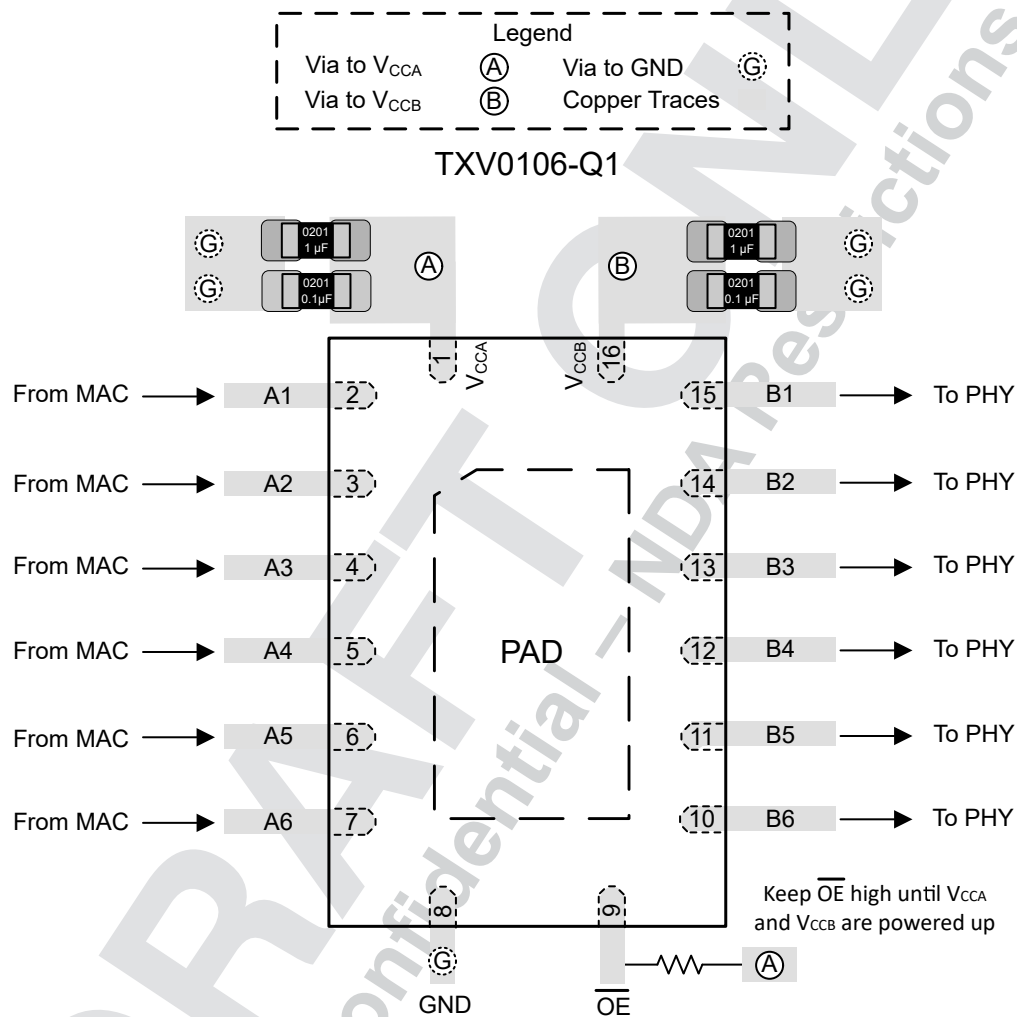 Legend
Via to VCCA Ⓐ Via to GND Ⓖ
Via to VCCB Ⓑ Copper Traces
TXV0106-Q1
G 0201 1 µF A B 0201 1 µF G
G 0201 0.1µF 0201 0.1 µF G
1 VCCA VCCB 16
From MAC A1 2 15 B1 To PHY
From MAC A2 3 14 B2 To PHY
From MAC A3 4 13 B3 To PHY
From MAC A4 5 PAD 12 B4 To PHY
From MAC A5 6 11 B5 To PHY
From MAC A6 7 10 B6 To PHY
8 9
Keep O̅E̅ high until VCCA
and VCCB are powered up
G A
GND O̅E̅
DRAFT ONL
onfidential – NDA Restrictions